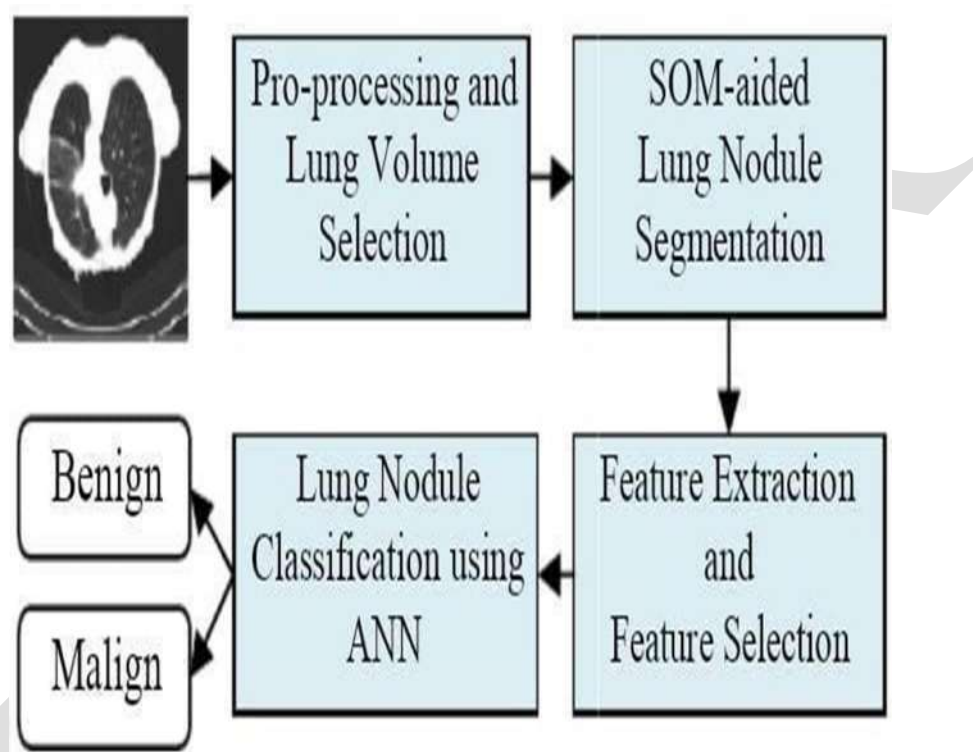 Pro-processing and
Lung Volume
Selection
SOM-aided
Lung Nodule
Segmentation
Feature Extraction
and
Feature Selection
Lung Nodule
Classification using
ANN
Benign
Malign